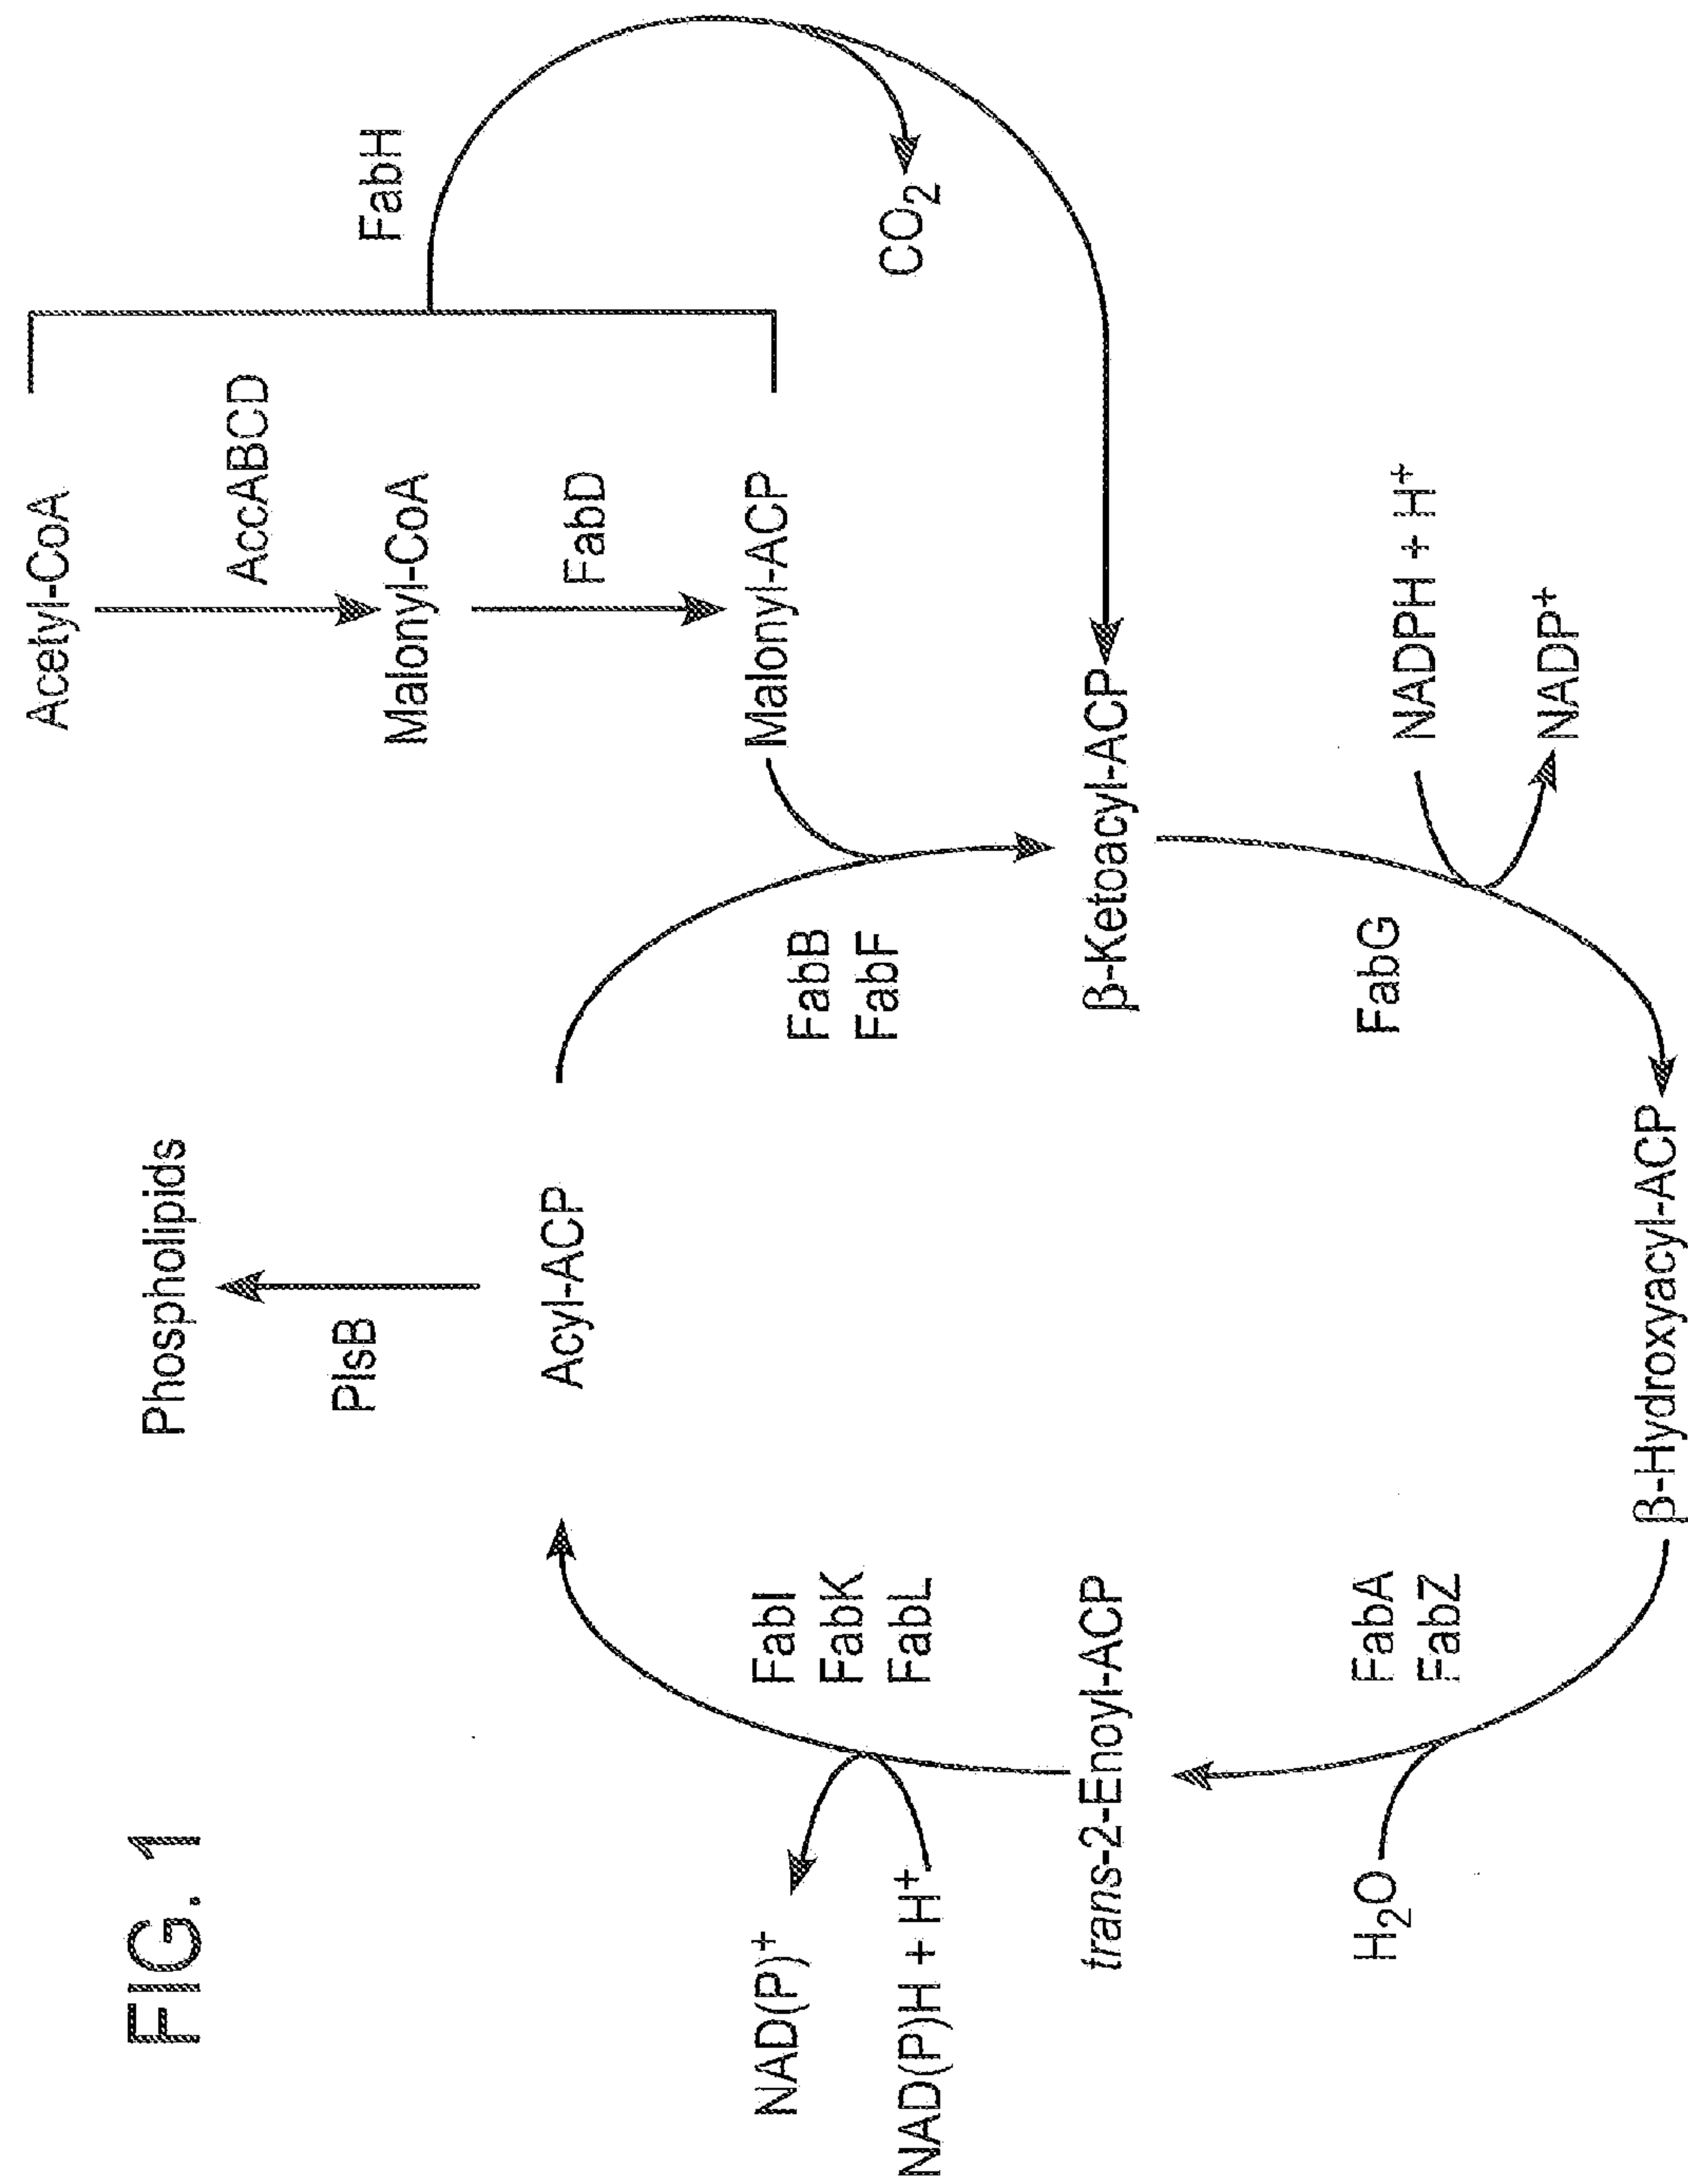 FIG. 1
Acetyl-CoA
AccABCD
Malonyl-CoA
FabH
FabD
Malonyl-ACP
CO2
Phospholipids
PlsB
Acyl-ACP
FabB
FabF
β-Ketoacyl-ACP
NADPH + H+
NADP+
FabG
β-Hydroxyacyl-ACP
FabA
FabZ
H2O
trans-2-Enoyl-ACP
FabI
FabK
FabL
NAD(P)+
NAD(P)H + H+